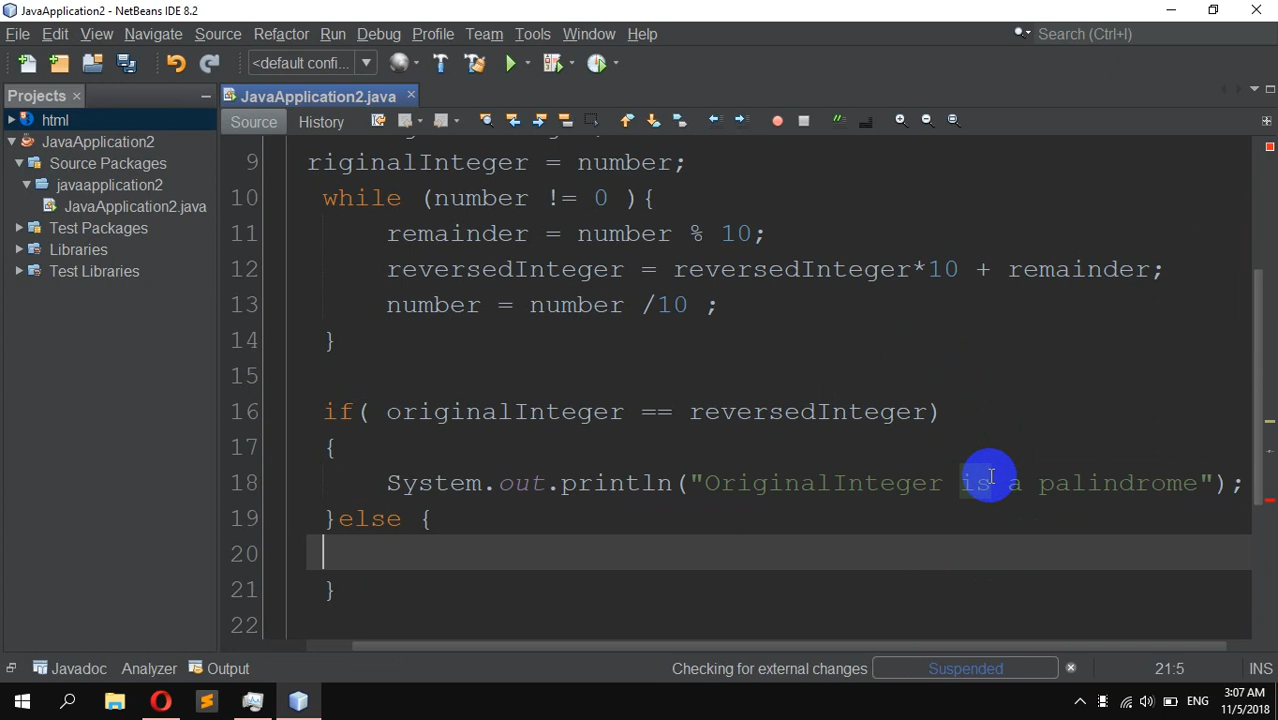 JavaApplication2 - NetBeans IDE 8.2
File Edit View Navigate Source Refactor Run Debug Profile Team Tools Window Help
Search (Ctrl+I)
<default confi...
Projects
JavaApplication2.java
html
JavaApplication2
Source Packages
javaapplication2
JavaApplication2.java
Test Packages
Libraries
Test Libraries
Source History
9 riginalInteger = number;
10 while (number != 0 ){
11 remainder = number % 10;
12 reversedInteger = reversedInteger*10 + remainder;
13 number = number /10 ;
14 }
15
16 if( originalInteger == reversedInteger)
17 {
18 System.out.println("OriginalInteger is a palindrome");
19 }else {
20
21 }
22
Javadoc Analyzer Output
Checking for external changes Suspended 21:5 INS
ENG
3:07 AM
11/5/2018